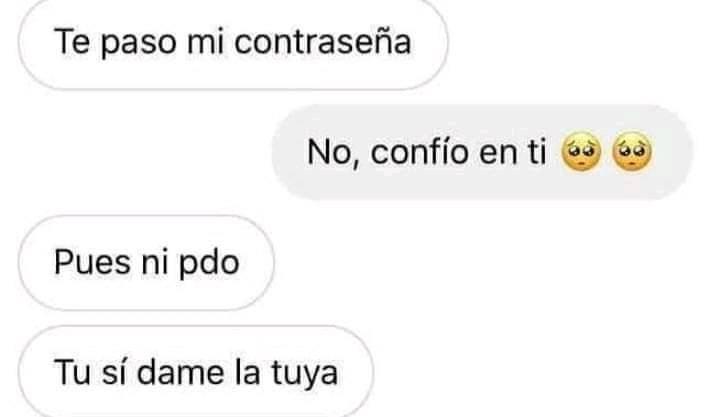 Te paso mi contraseña
No, confío en ti 🥺🥺
Pues ni pdo
Tu sí dame la tuya